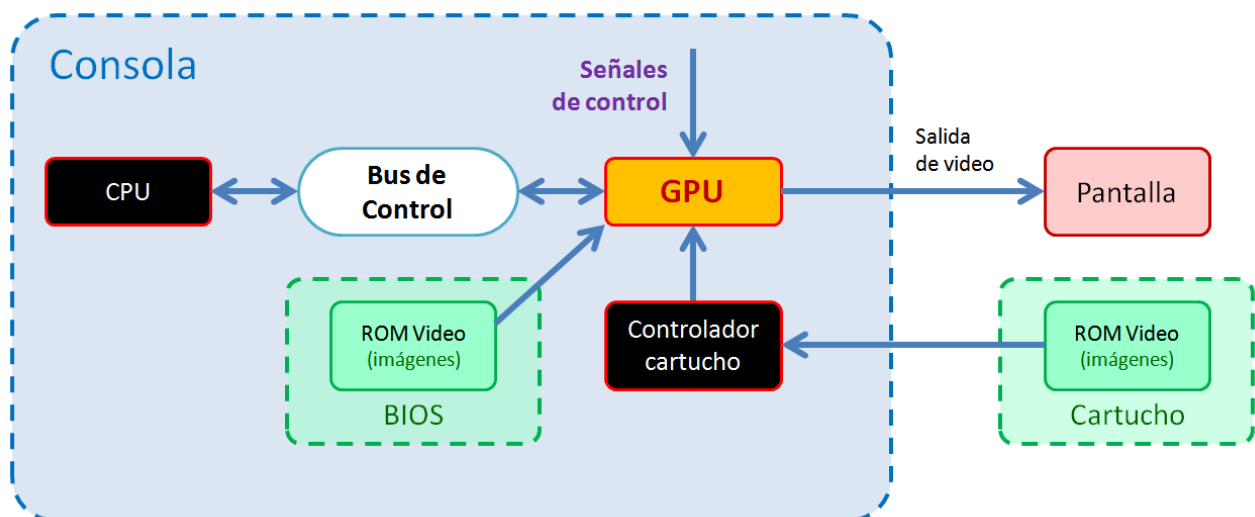 Consola
Señales
de control
Salida
de video
CPU
Bus de
Control
GPU
Pantalla
ROM Video
(imágenes)
BIOS
Controlador
cartucho
ROM Video
(imágenes)
Cartucho